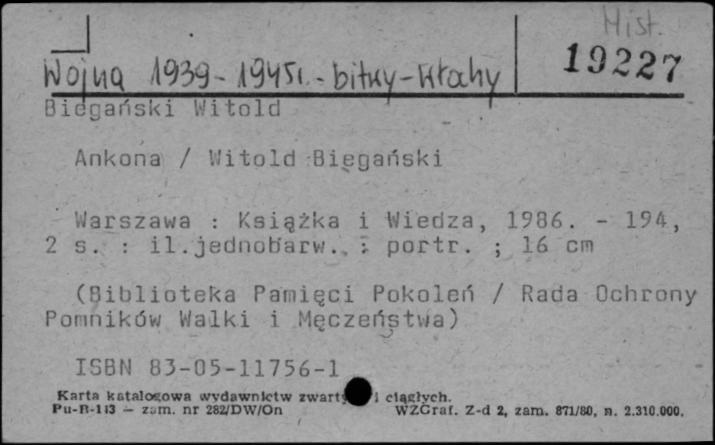 Hist.
19227
Wojna 1939-1945r. - bitwy - Włochy
Biegański Witold
Ankona / Witold Biegański
Warszawa : Książka i Wiedza, 1986. - 194,
2 s. : il.jednobarw. : portr. ; 16 cm
(Biblioteka Pamięci Pokoleń / Rada Ochrony
Pomników Walki i Męczeństwa)
ISBN 83-05-11756-1
Karta katalogowa wydawnictw i ciągłych.
Pu-B-113 — zam. nr 282/DW/On WZGraf. Z-d 2, zam. 871/80, n. 2.310.000.